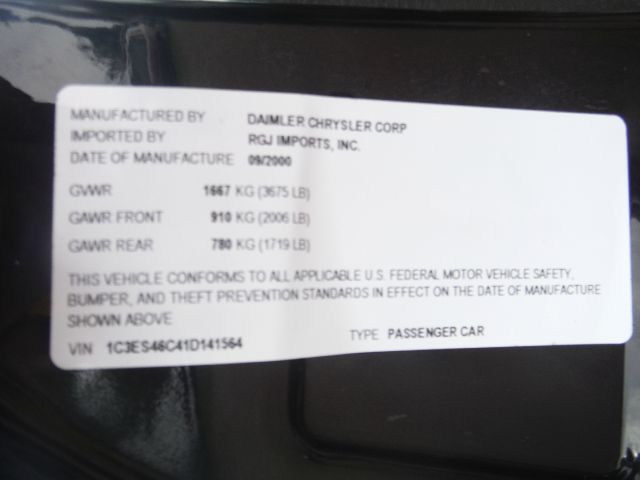 MANUFACTURED BY DAIMLER CHRYSLER CORP
IMPORTED BY RGJ IMPORTS, INC.
DATE OF MANUFACTURE 09/2000
GVWR 1667 KG (3675 LB)
GAWR FRONT 910 KG (2006 LB)
GAWR REAR 780 KG (1719 LB)
THIS VEHICLE CONFORMS TO ALL APPLICABLE U.S. FEDERAL MOTOR VEHICLE SAFETY,
BUMPER, AND THEFT PREVENTION STANDARDS IN EFFECT ON THE DATE OF MANUFACTURE
SHOWN ABOVE
VIN 1C3ES46C41D141564 TYPE PASSENGER CAR